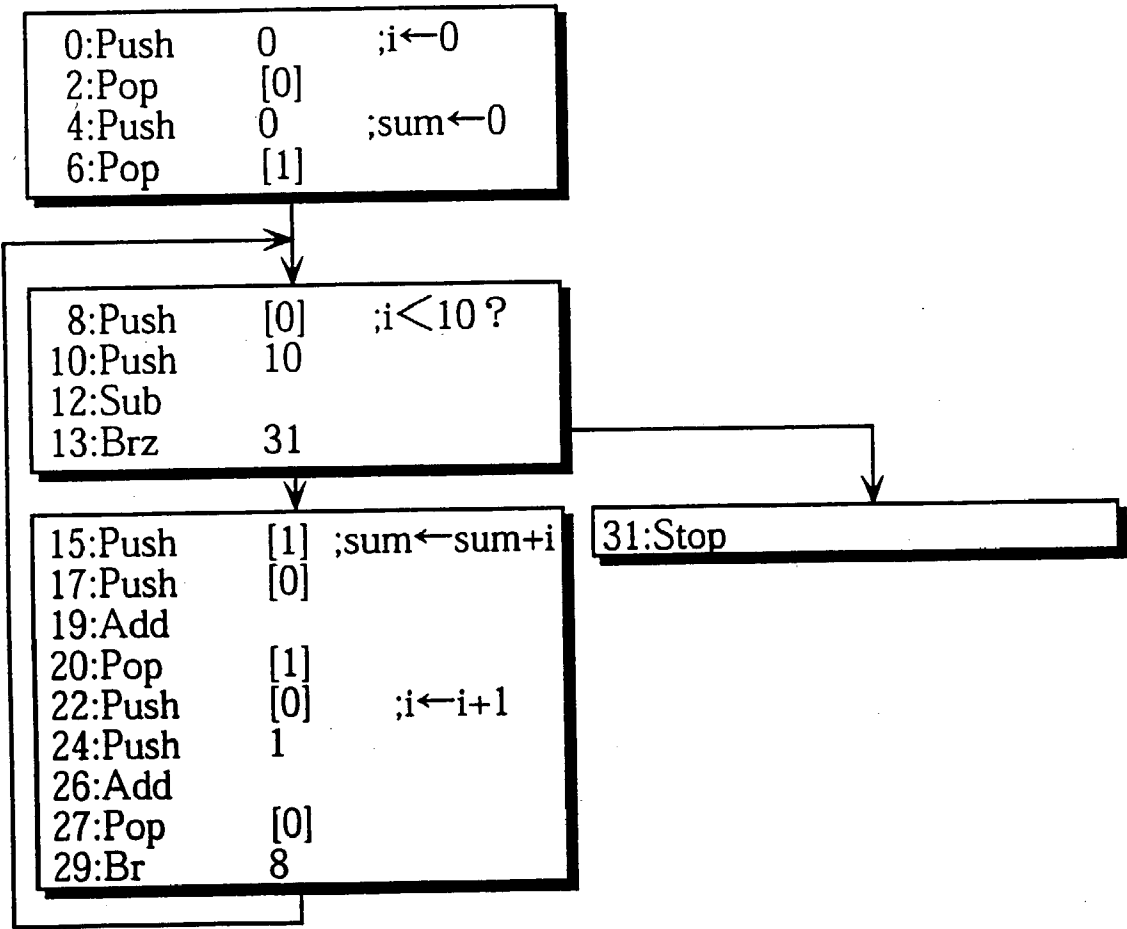 0:Push 0 ;i←0
2:Pop [0]
4:Push 0 ;sum←0
6:Pop [1]
8:Push [0] ;i＜10？
10:Push 10
12:Sub
13:Brz 31
15:Push [1] ;sum←sum+i
17:Push [0]
19:Add
20:Pop [1]
22:Push [0] ;i←i+1
24:Push 1
26:Add
27:Pop [0]
29:Br 8
31:Stop